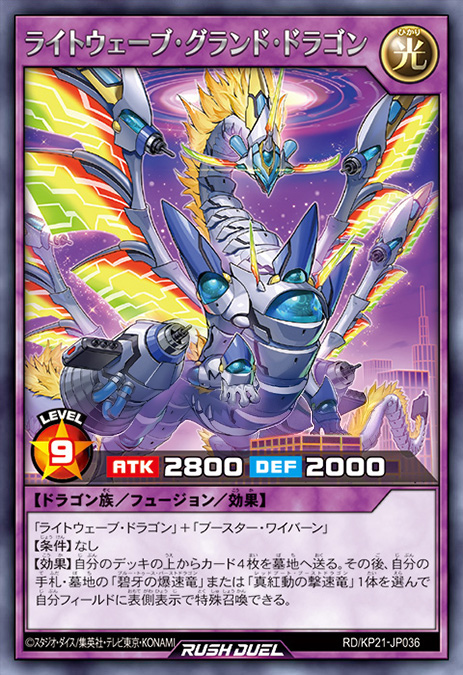 ライトウェーブ・グランド・ドラゴン
ひかり
光
LEVEL
9
ATK 2800 DEF 2000
【ドラゴン族／フュージョン／効果】
「ライトウェーブ・ドラゴン」＋「ブースター・ワイバーン」
【条件】なし
【効果】自分のデッキの上からカード4枚を墓地へ送る。その後、自分の
手札・墓地の「碧牙の爆速竜」または「真紅動の撃速竜」1体を選んで
自分フィールドに表側表示で特殊召喚できる。
©スタジオ・ダイス/集英社・テレビ東京・KONAMI
RUSH DUEL
RD/KP21-JP036